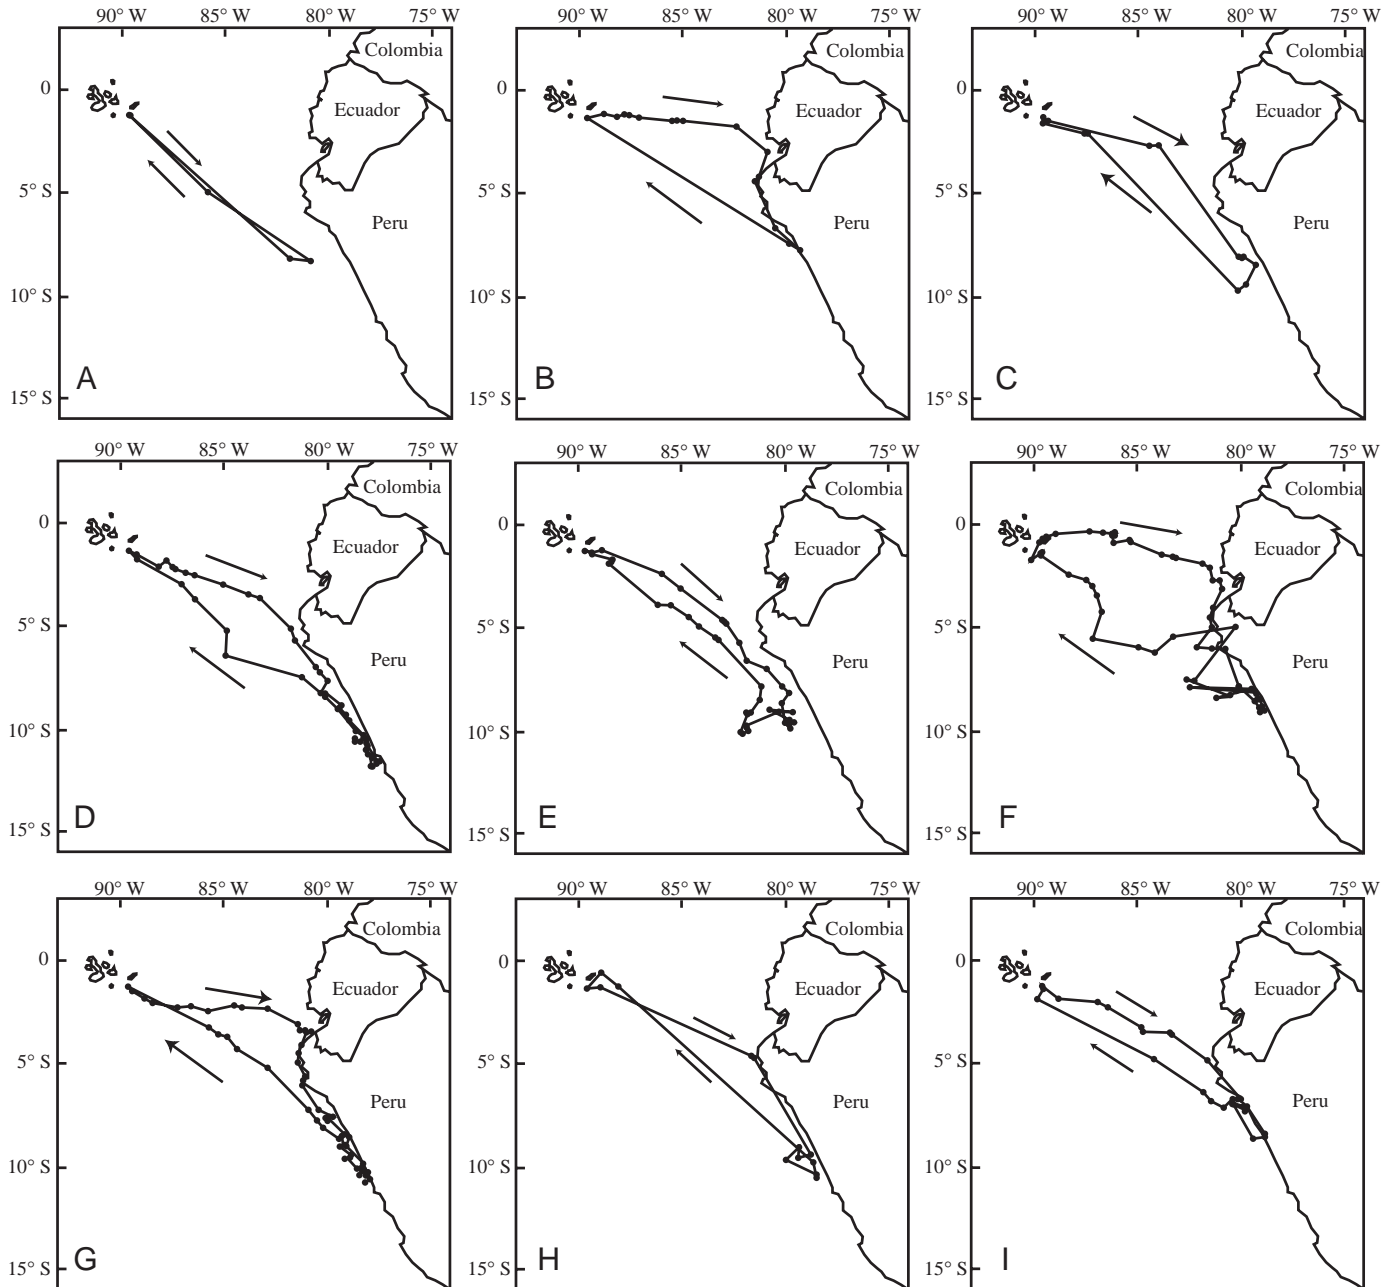 90° W 85° W 80° W 75° W 90° W 85° W 80° W 75° W 90° W 85° W 80° W 75° W
Colombia Colombia Colombia
0 0 0
Ecuador Ecuador Ecuador
5° S 5° S 5° S
Peru Peru Peru
10° S 10° S 10° S
A B C
15° S 15° S 15° S
90° W 85° W 80° W 75° W 90° W 85° W 80° W 75° W 90° W 85° W 80° W 75° W
Colombia Colombia Colombia
0 0 0
Ecuador Ecuador Ecuador
5° S 5° S 5° S
Peru Peru Peru
10° S 10° S 10° S
D E F
15° S 15° S 15° S
90° W 85° W 80° W 75° W 90° W 85° W 80° W 75° W 90° W 85° W 80° W 75° W
Colombia Colombia Colombia
0 0 0
Ecuador Ecuador Ecuador
5° S 5° S 5° S
Peru Peru Peru
10° S 10° S 10° S
G H I
15° S 15° S 15° S